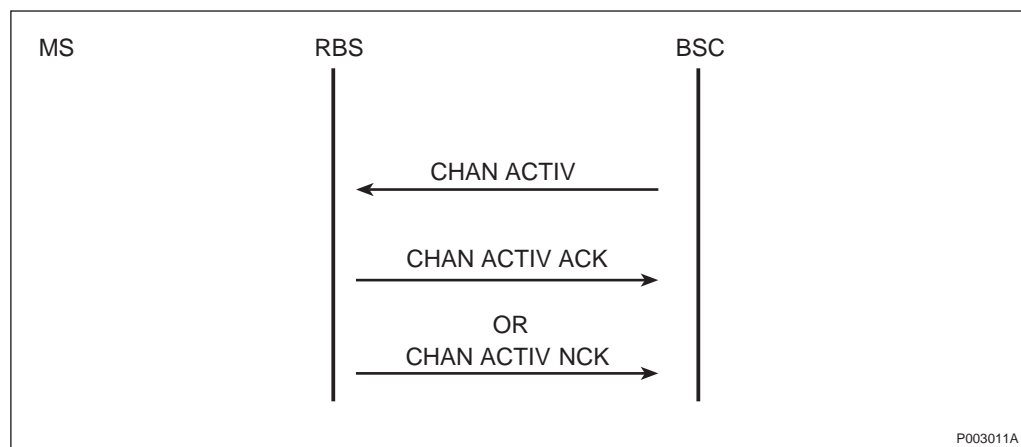 MS RBS BSC
CHAN ACTIV
CHAN ACTIV ACK
OR
CHAN ACTIV NCK
P003011A